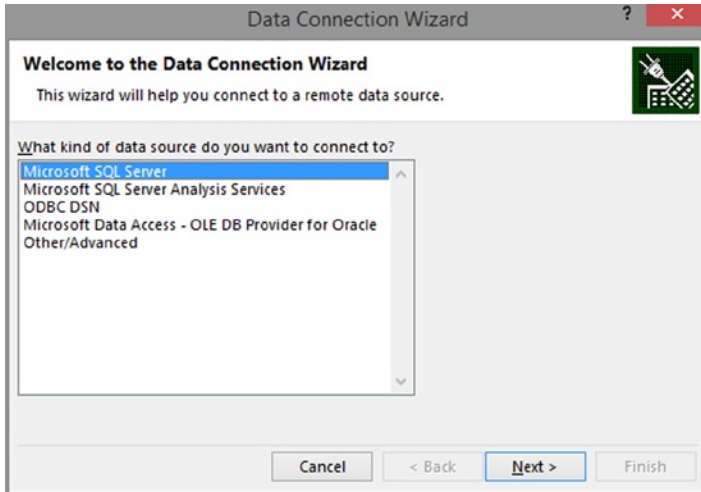 Data Connection Wizard
?
Welcome to the Data Connection Wizard
This wizard will help you connect to a remote data source.
What kind of data source do you want to connect to?
Microsoft SQL Server
Microsoft SQL Server Analysis Services
ODBC DSN
Microsoft Data Access - OLE DB Provider for Oracle
Other/Advanced
Cancel < Back Next > Finish